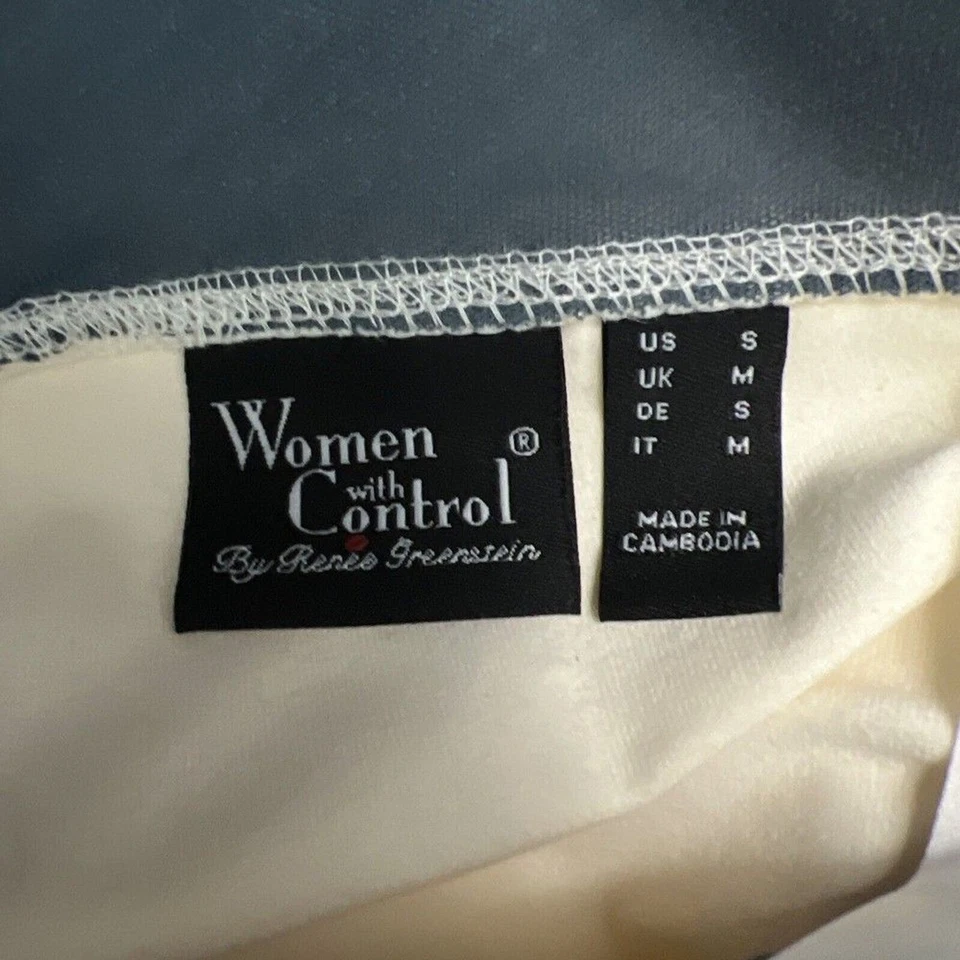 Women ®
with
Control
By Renée Greenstein
US S
UK M
DE S
IT M
MADE IN
CAMBODIA